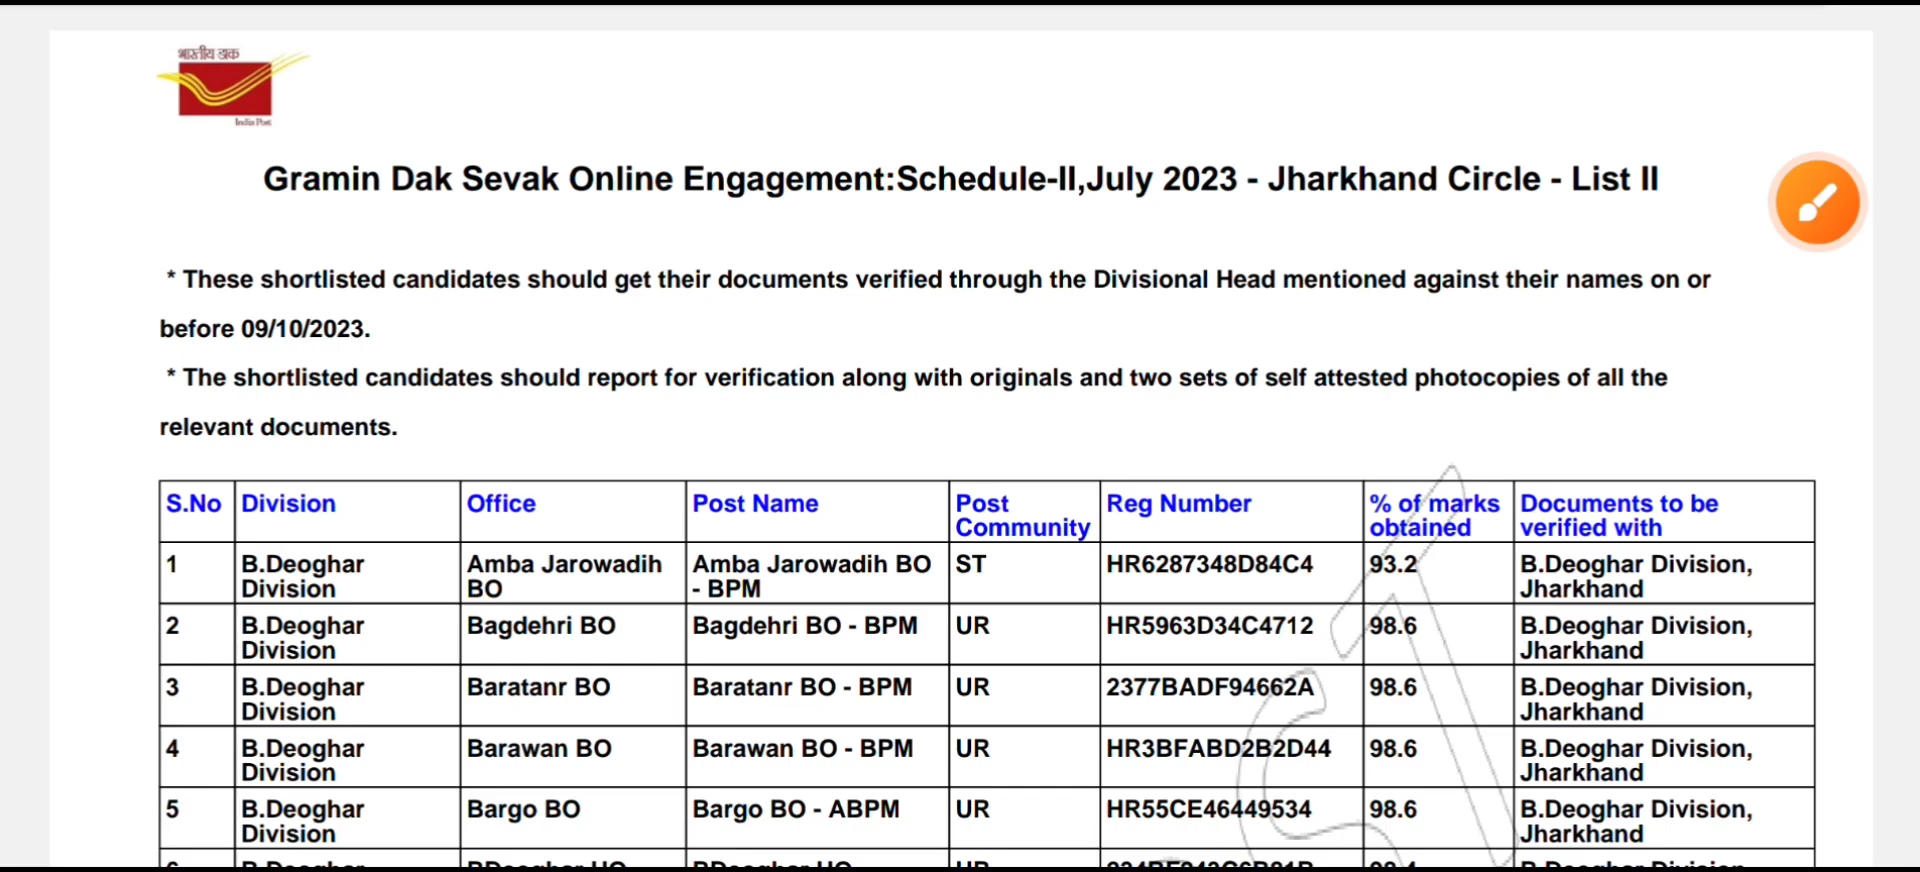 भारतीय डाक
India Post
Gramin Dak Sevak Online Engagement:Schedule-II,July 2023 - Jharkhand Circle - List II
* These shortlisted candidates should get their documents verified through the Divisional Head mentioned against their names on or
before 09/10/2023.
* The shortlisted candidates should report for verification along with originals and two sets of self attested photocopies of all the
relevant documents.
S.No Division Office Post Name Post Reg Number % of marks Documents to be
Community obtained verified with
1 B.Deoghar Amba Jarowadih Amba Jarowadih BO ST HR6287348D84C4 93.2 B.Deoghar Division,
Division BO - BPM Jharkhand
2 B.Deoghar Bagdehri BO Bagdehri BO - BPM UR HR5963D34C4712 98.6 B.Deoghar Division,
Division Jharkhand
3 B.Deoghar Baratanr BO Baratanr BO - BPM UR 2377BADF94662A 98.6 B.Deoghar Division,
Division Jharkhand
4 B.Deoghar Barawan BO Barawan BO - BPM UR HR3BFABD2B2D44 98.6 B.Deoghar Division,
Division Jharkhand
5 B.Deoghar Bargo BO Bargo BO - ABPM UR HR55CE46449534 98.6 B.Deoghar Division,
Division Jharkhand